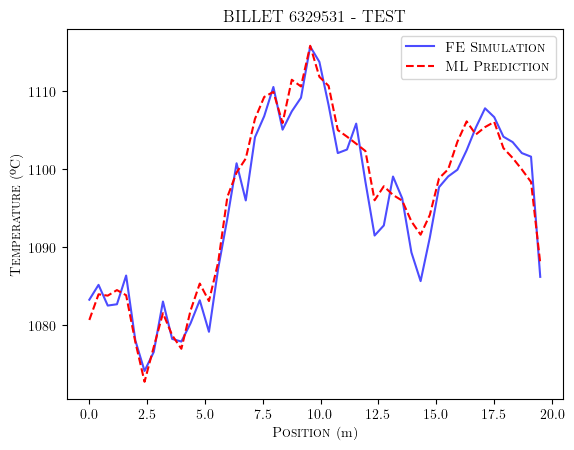 BILLET 6329531 - TEST
FE Simulation
ML Prediction
Temperature (ºC)
1110
1100
1090
1080
0.0 2.5 5.0 7.5 10.0 12.5 15.0 17.5 20.0
Position (m)